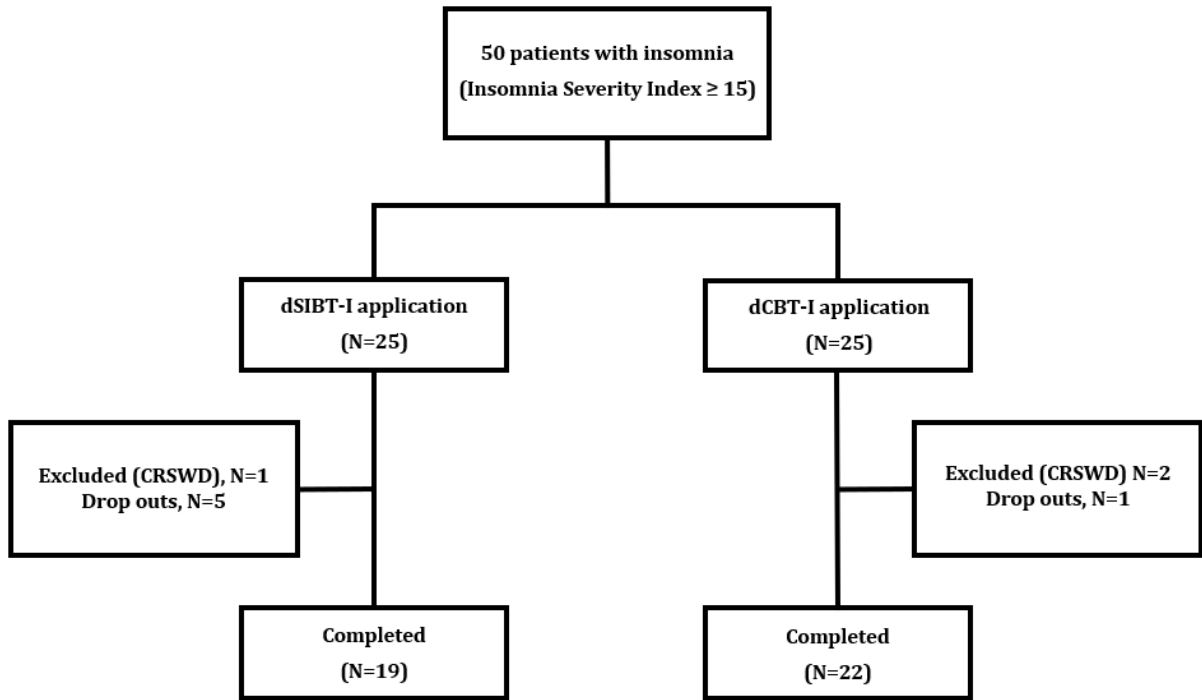 50 patients with insomnia
(Insomnia Severity Index ≥ 15)
dSIBT-I application
(N=25)
dCBT-I application
(N=25)
Excluded (CRSWD), N=1
Drop outs, N=5
Excluded (CRSWD) N=2
Drop outs, N=1
Completed
(N=19)
Completed
(N=22)